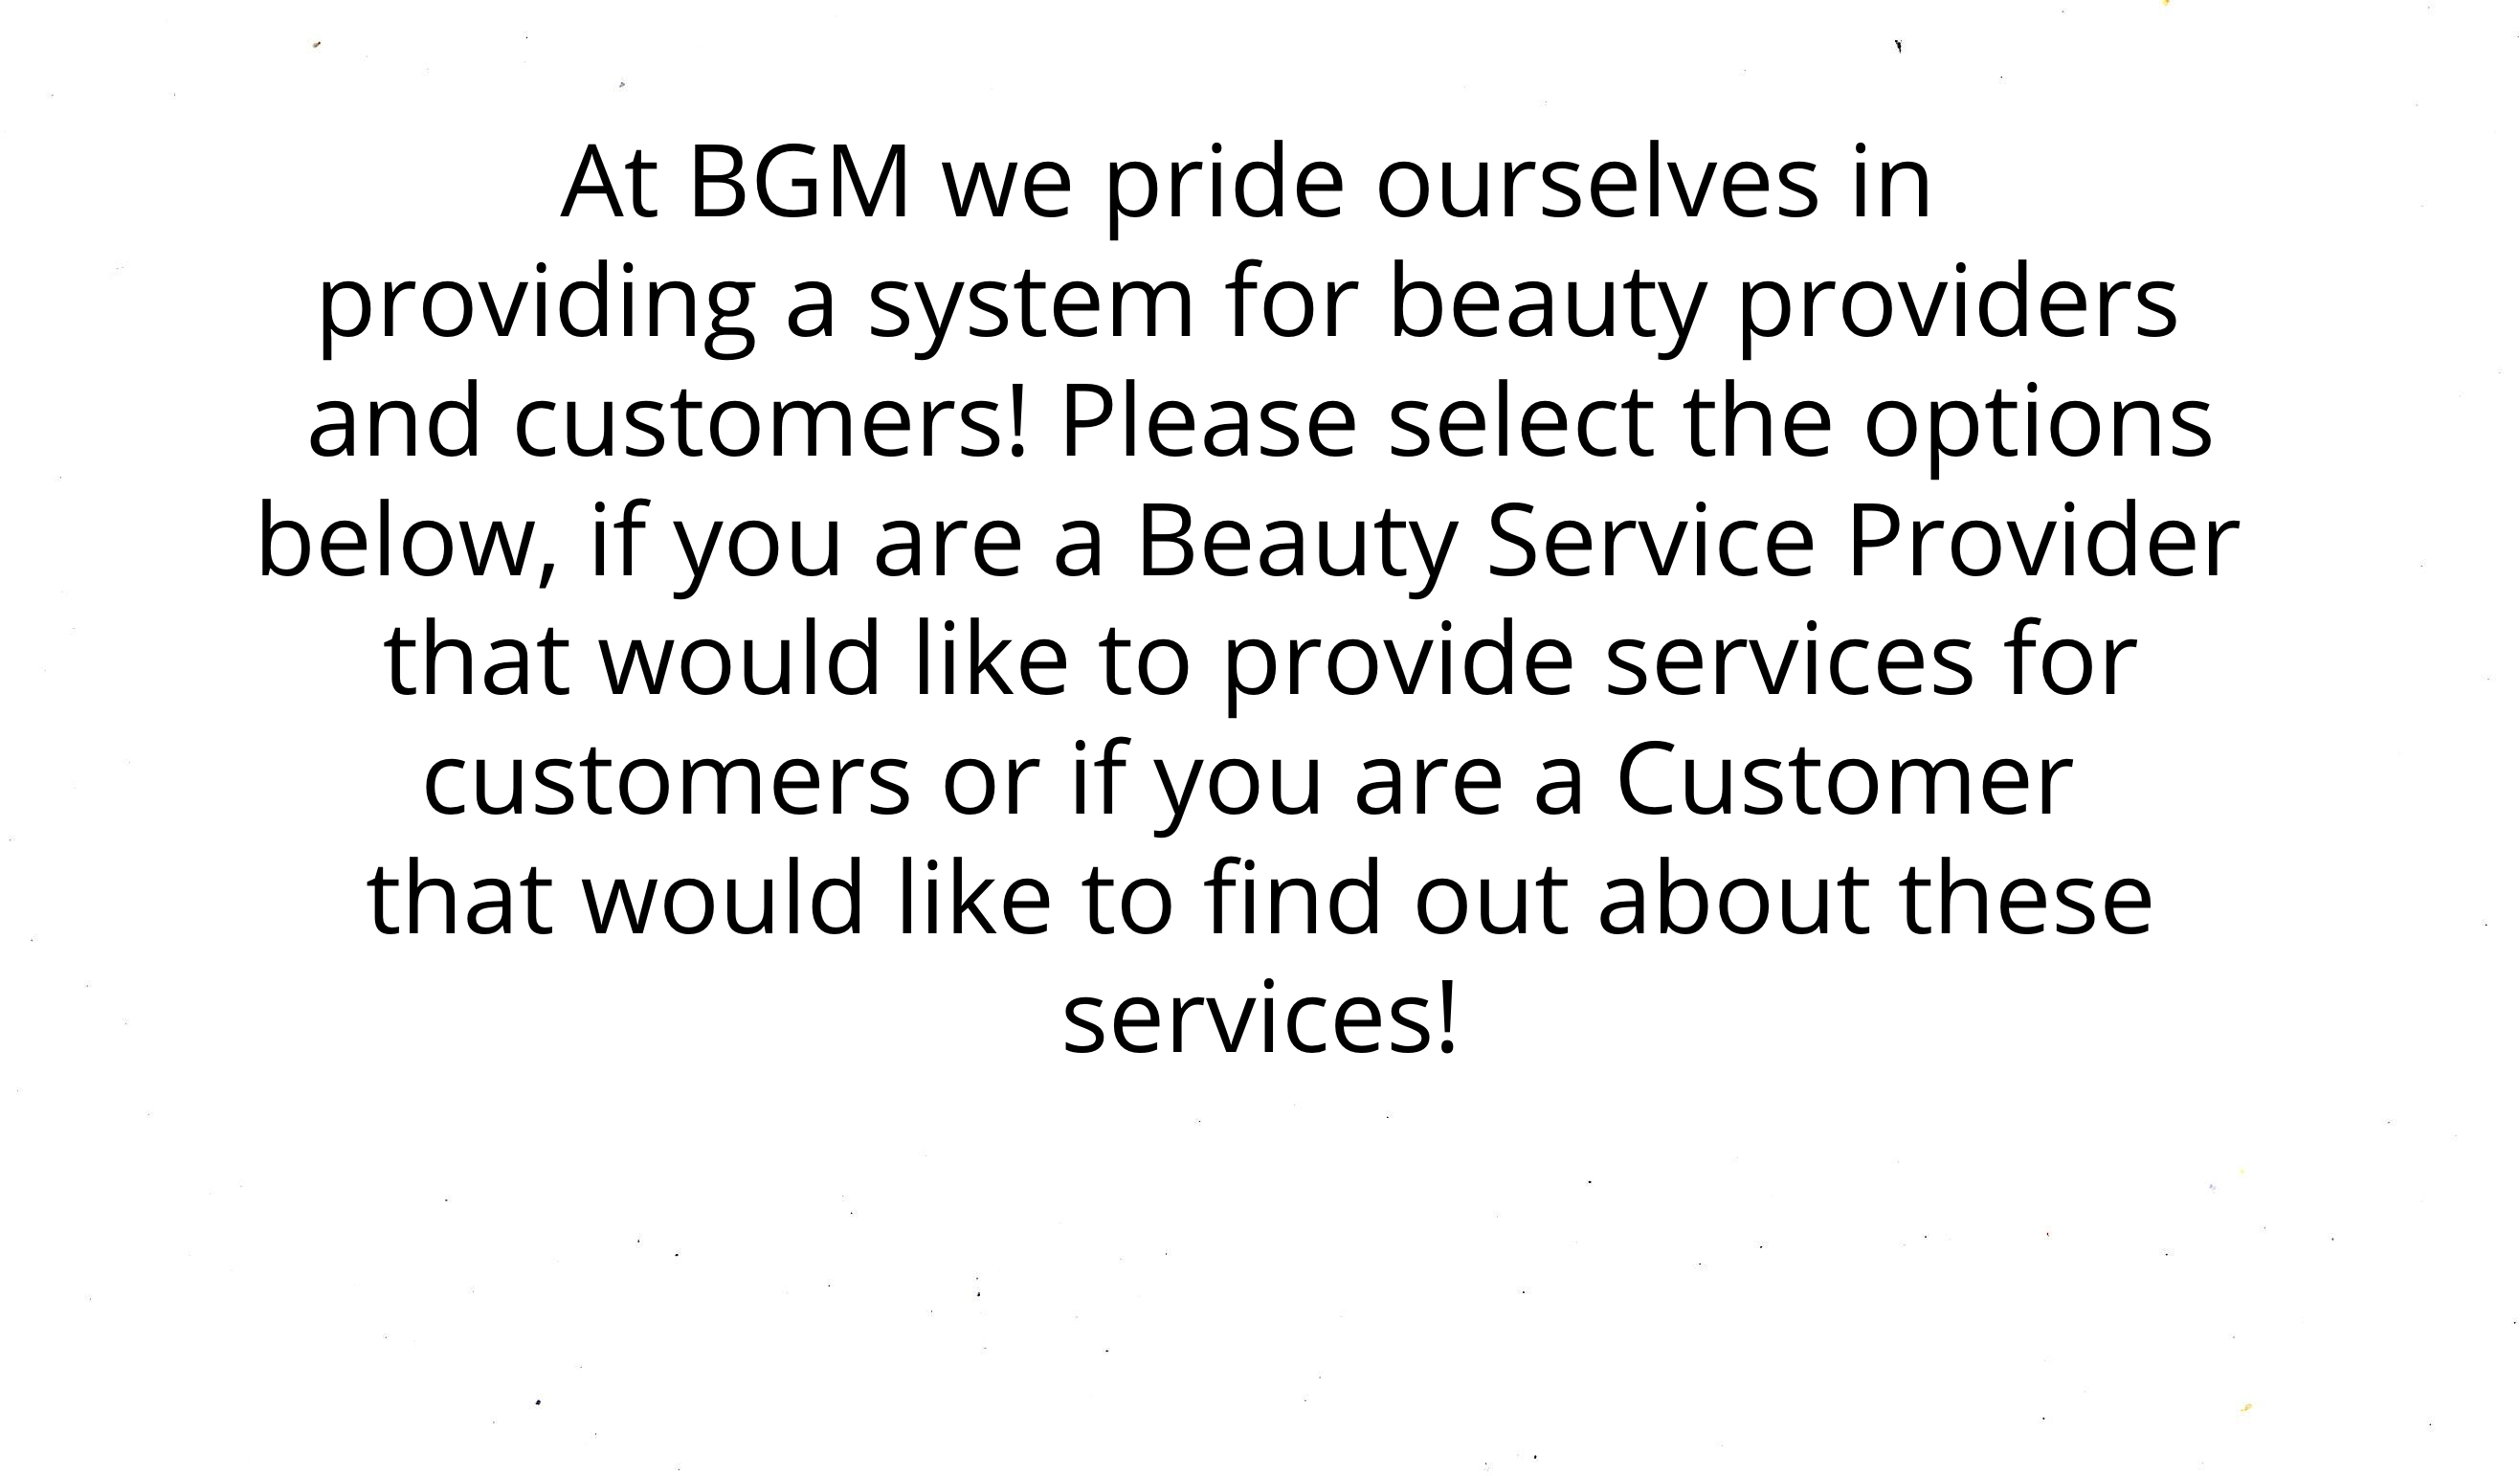 At BGM we pride ourselves in
providing a system for beauty providers
and customers! Please select the options
below, if you are a Beauty Service Provider
that would like to provide services for
customers or if you are a Customer
that would like to find out about these
services!